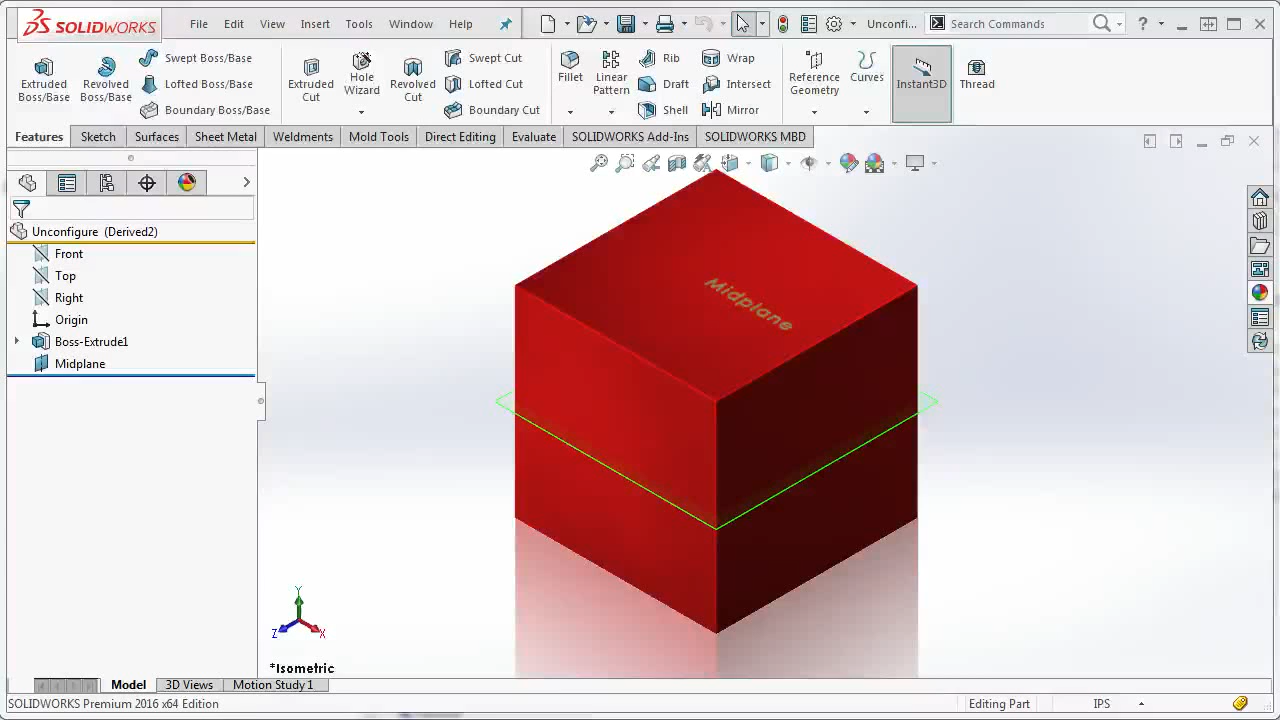 SOLIDWORKS File Edit View Insert Tools Window Help Unconfi... Search Commands ?
Extruded Boss/Base
Revolved Boss/Base
Swept Boss/Base
Lofted Boss/Base
Boundary Boss/Base
Extruded Cut
Hole Wizard
Revolved Cut
Swept Cut
Lofted Cut
Boundary Cut
Fillet
Linear Pattern
Rib
Draft
Shell
Wrap
Intersect
Mirror
Reference Geometry
Curves
Instant3D
Thread
Features Sketch Surfaces Sheet Metal Weldments Mold Tools Direct Editing Evaluate SOLIDWORKS Add-Ins SOLIDWORKS MBD
Unconfigure (Derived2)
Front
Top
Right
Origin
Boss-Extrude1
Midplane
Midplane
Y
Z X
*Isometric
Model 3D Views Motion Study 1
SOLIDWORKS Premium 2016 x64 Edition Editing Part IPS